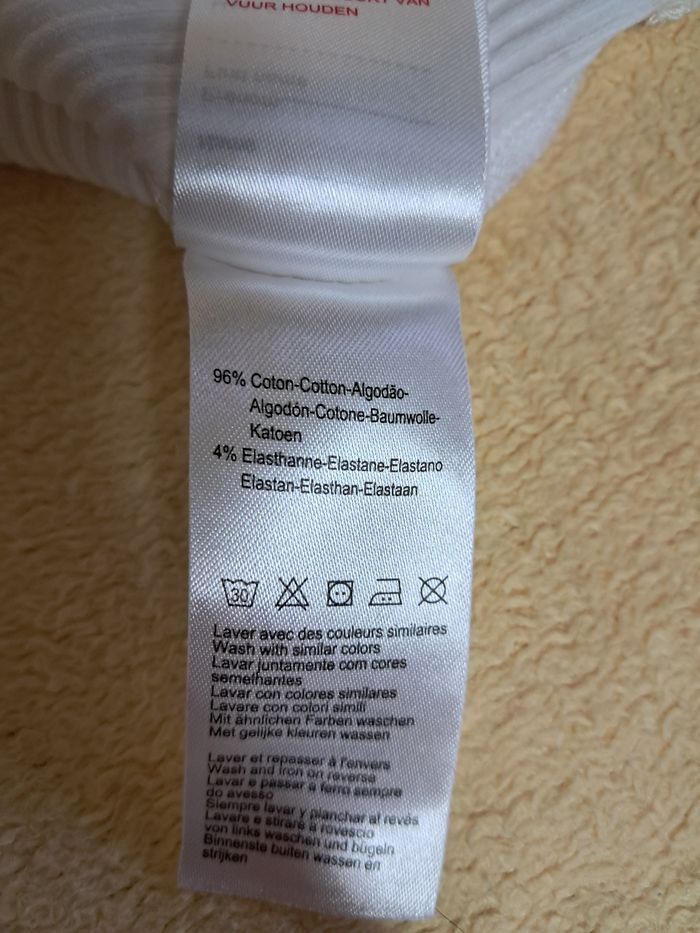 VAN
VUUR HOUDEN
96% Coton-Cotton-Algodão-
Algodón-Cotone-Baumwolle-
Katoen
4% Elasthanne-Elastane-Elastano
Elastan-Elasthan-Elastaan
30
Laver avec des couleurs similaires
Wash with similar colors
Lavar juntamente com cores
semelhantes
Lavar con colores similares
Lavare con colori simili
Mit ähnlichen Farben waschen
Met gelijke kleuren wassen
Laver et repasser à l'envers
Wash and iron on reverse
Lavar e passar a ferro sempre
do avesso
Siempre lavar y planchar al revés
Lavare e stirare a rovescio
von links waschen und bügeln
Binnenste buiten wassen en
strijken